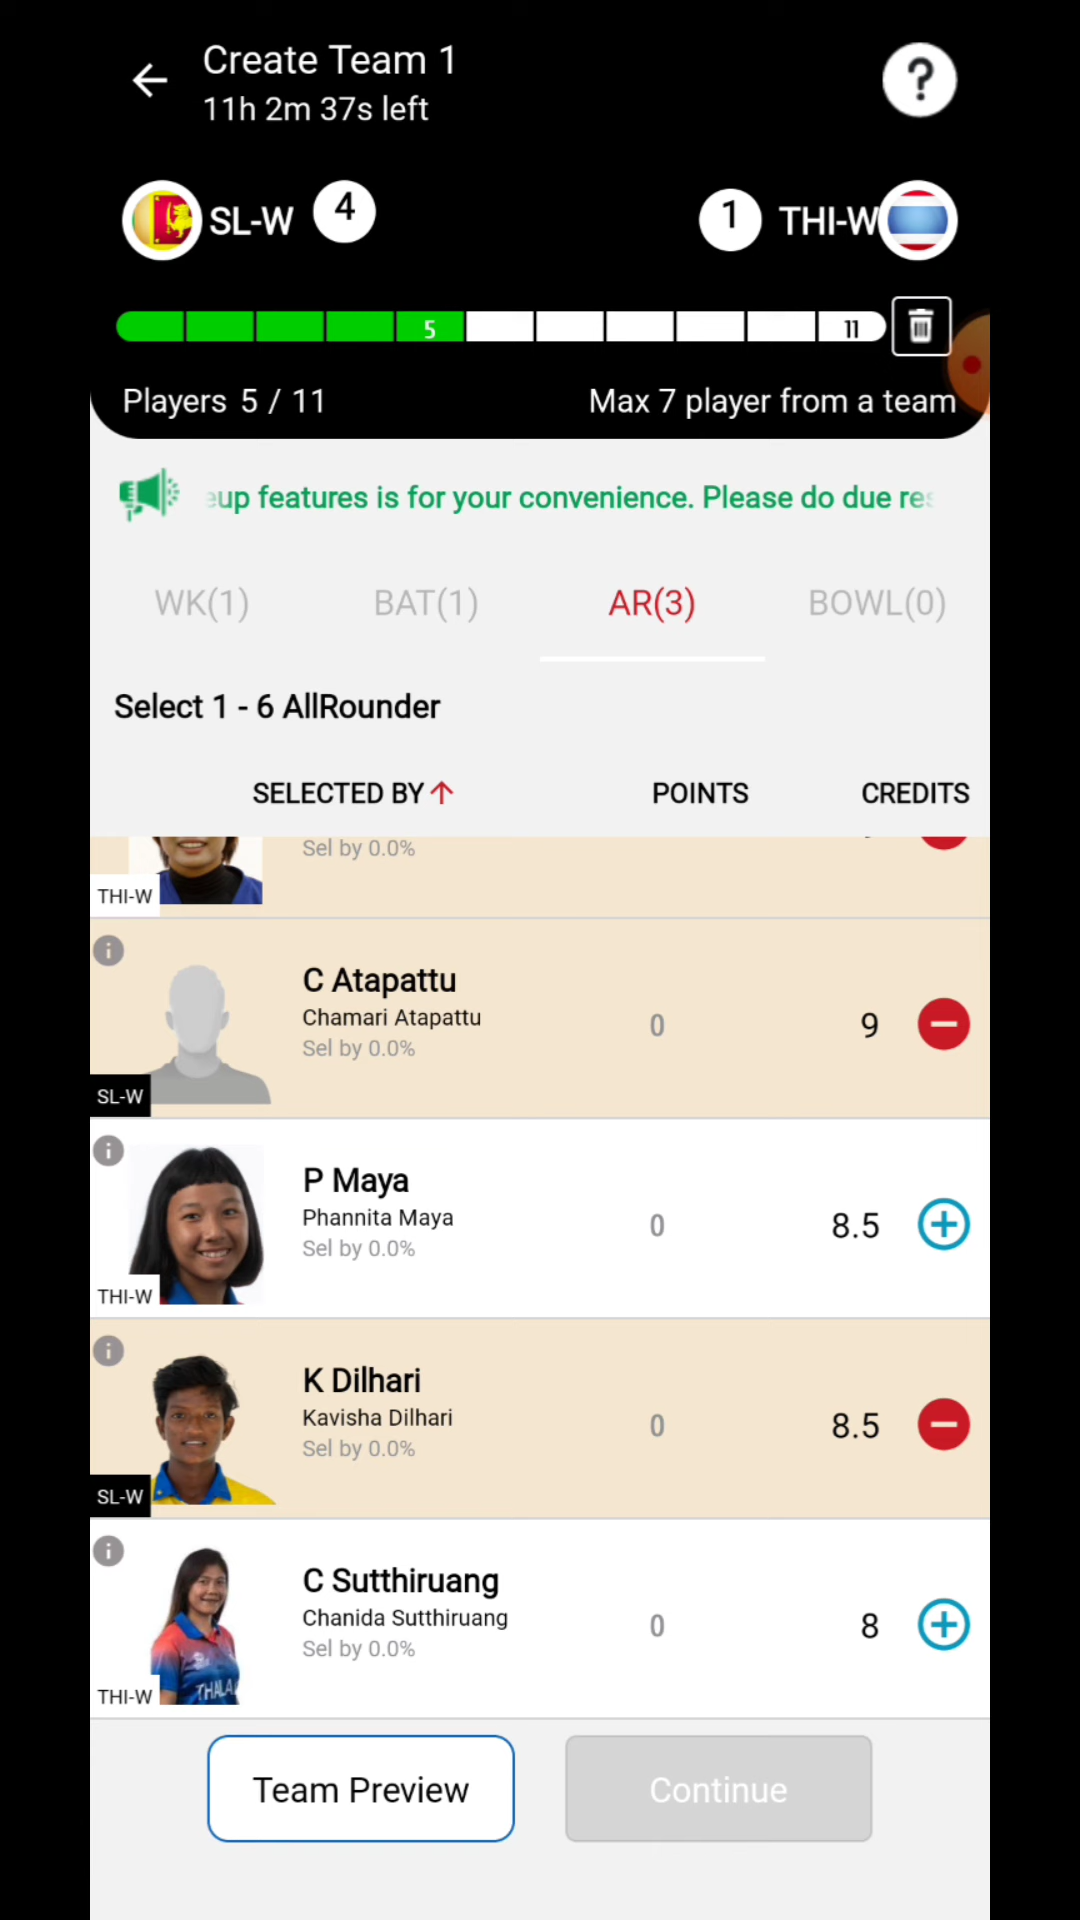 Create Team 1
11h 2m 37s left
?
SL-W 4
1 THI-W
5 11
Players 5 / 11
Max 7 player from a team
up features is for your convenience. Please do due
WK(1) BAT(1) AR(3) BOWL(0)
Select 1 - 6 AllRounder
SELECTED BY POINTS CREDITS
Sel by 0.0%
THI-W
C Atapattu
Chamari Atapattu
Sel by 0.0%
0 9
SL-W
P Maya
Phannita Maya
Sel by 0.0%
0 8.5
THI-W
K Dilhari
Kavisha Dilhari
Sel by 0.0%
0 8.5
SL-W
C Sutthiruang
Chanida Sutthiruang
Sel by 0.0%
0 8
THI-W
Team Preview Continue